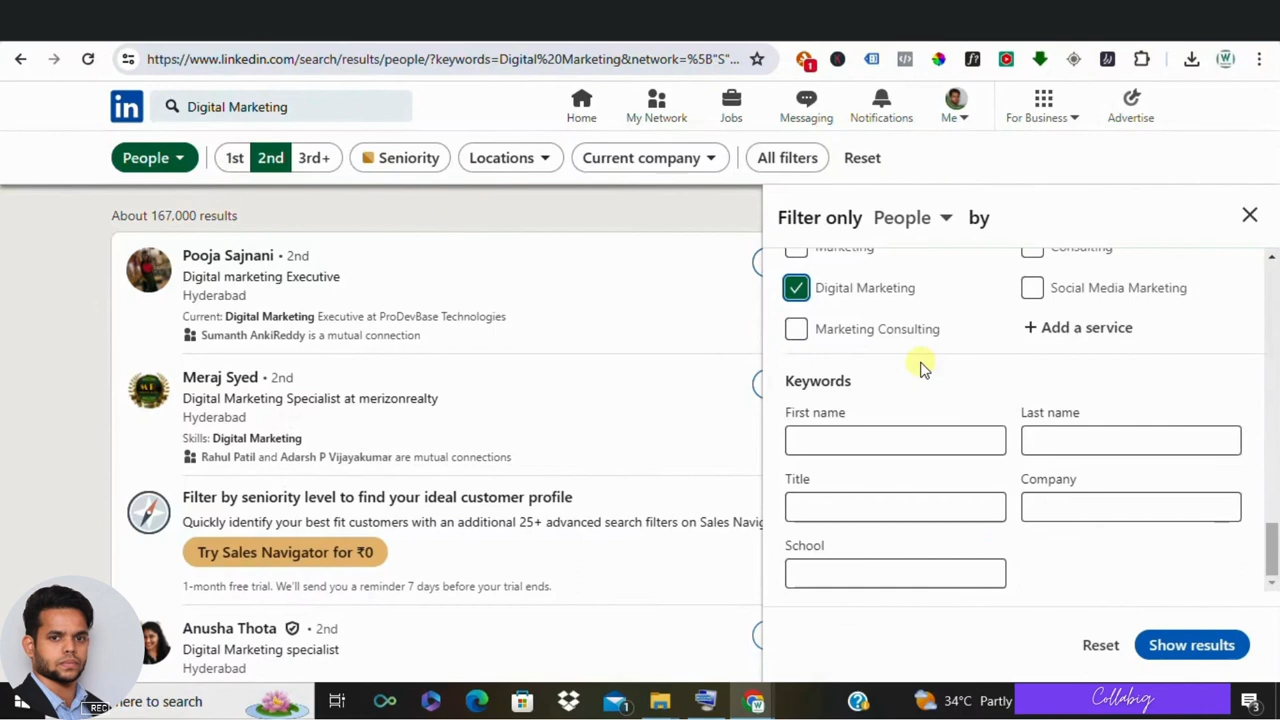 https://www.linkedin.com/search/results/people/?keywords=Digital%20Marketing&network=%5B"S"...
1
in
Digital Marketing
Home
My Network
Jobs
Messaging
Notifications
Me
For Business
Advertise
People
1st
2nd
3rd+
Seniority
Locations
Current company
All filters
Reset
About 167,000 results
Pooja Sajnani • 2nd
Digital marketing Executive
Hyderabad
Current: Digital Marketing Executive at ProDevBase Technologies
Sumanth AnkiReddy is a mutual connection
Meraj Syed • 2nd
Digital Marketing Specialist at merizonrealty
Hyderabad
Skills: Digital Marketing
Rahul Patil and Adarsh P Vijayakumar are mutual connections
Filter by seniority level to find your ideal customer profile
Quickly identify your best fit customers with an additional 25+ advanced search filters on Sales Navig
Try Sales Navigator for ₹0
1-month free trial. We'll send you a reminder 7 days before your trial ends.
Anusha Thota • 2nd
Digital Marketing specialist
Hyderabad
Filter only People by
Marketing
Consulting
Digital Marketing
Social Media Marketing
Marketing Consulting
+ Add a service
Keywords
First name
Last name
Title
Company
School
Reset
Show results
REC
here to search
1
34°C Partly
Collabig
3